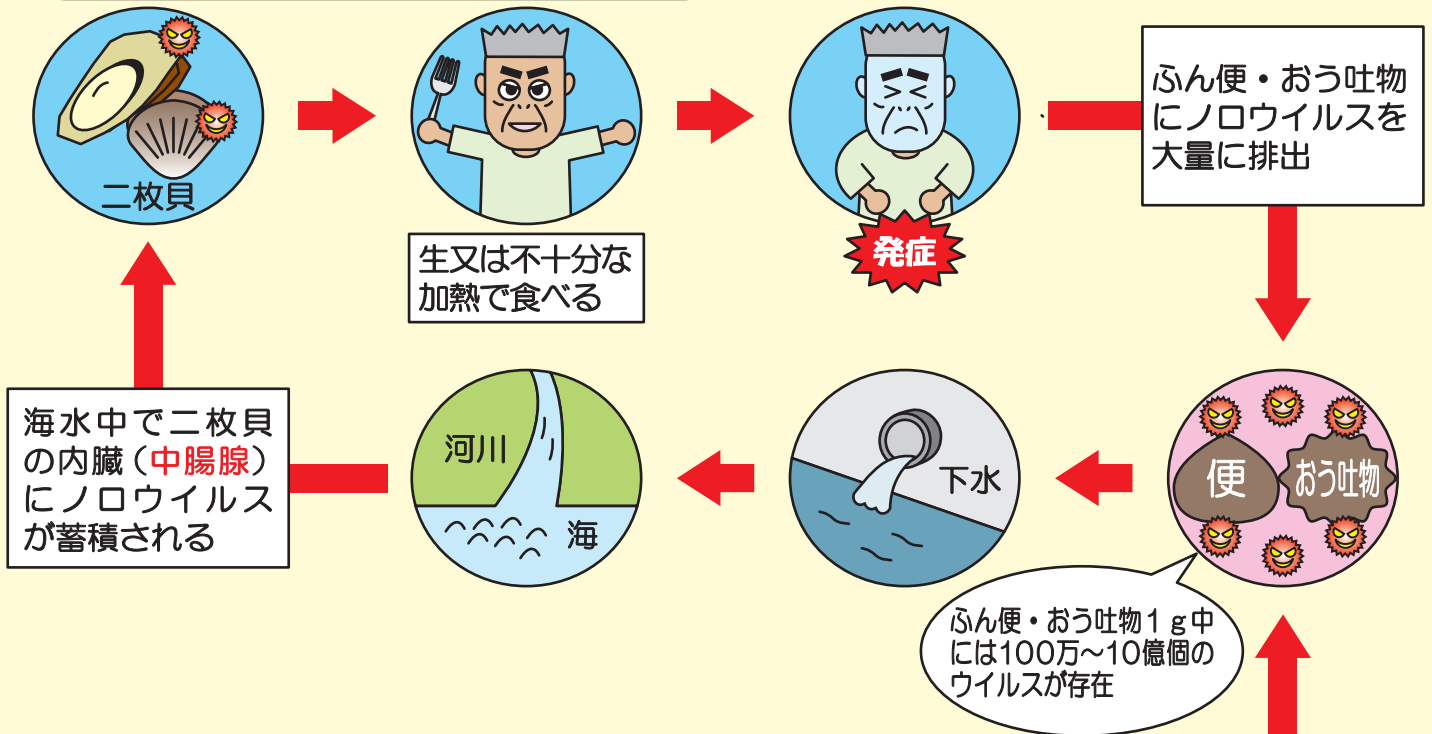 二枚貝
生又は不十分な
加熱で食べる
発症
ふん便・おう吐物
にノロウイルスを
大量に排出
便
おう吐物
ふん便・おう吐物1g中
には100万～10億個の
ウイルスが存在
下水
河川
海
海水中で二枚貝
の内臓(中腸腺)
にノロウイルス
が蓄積される